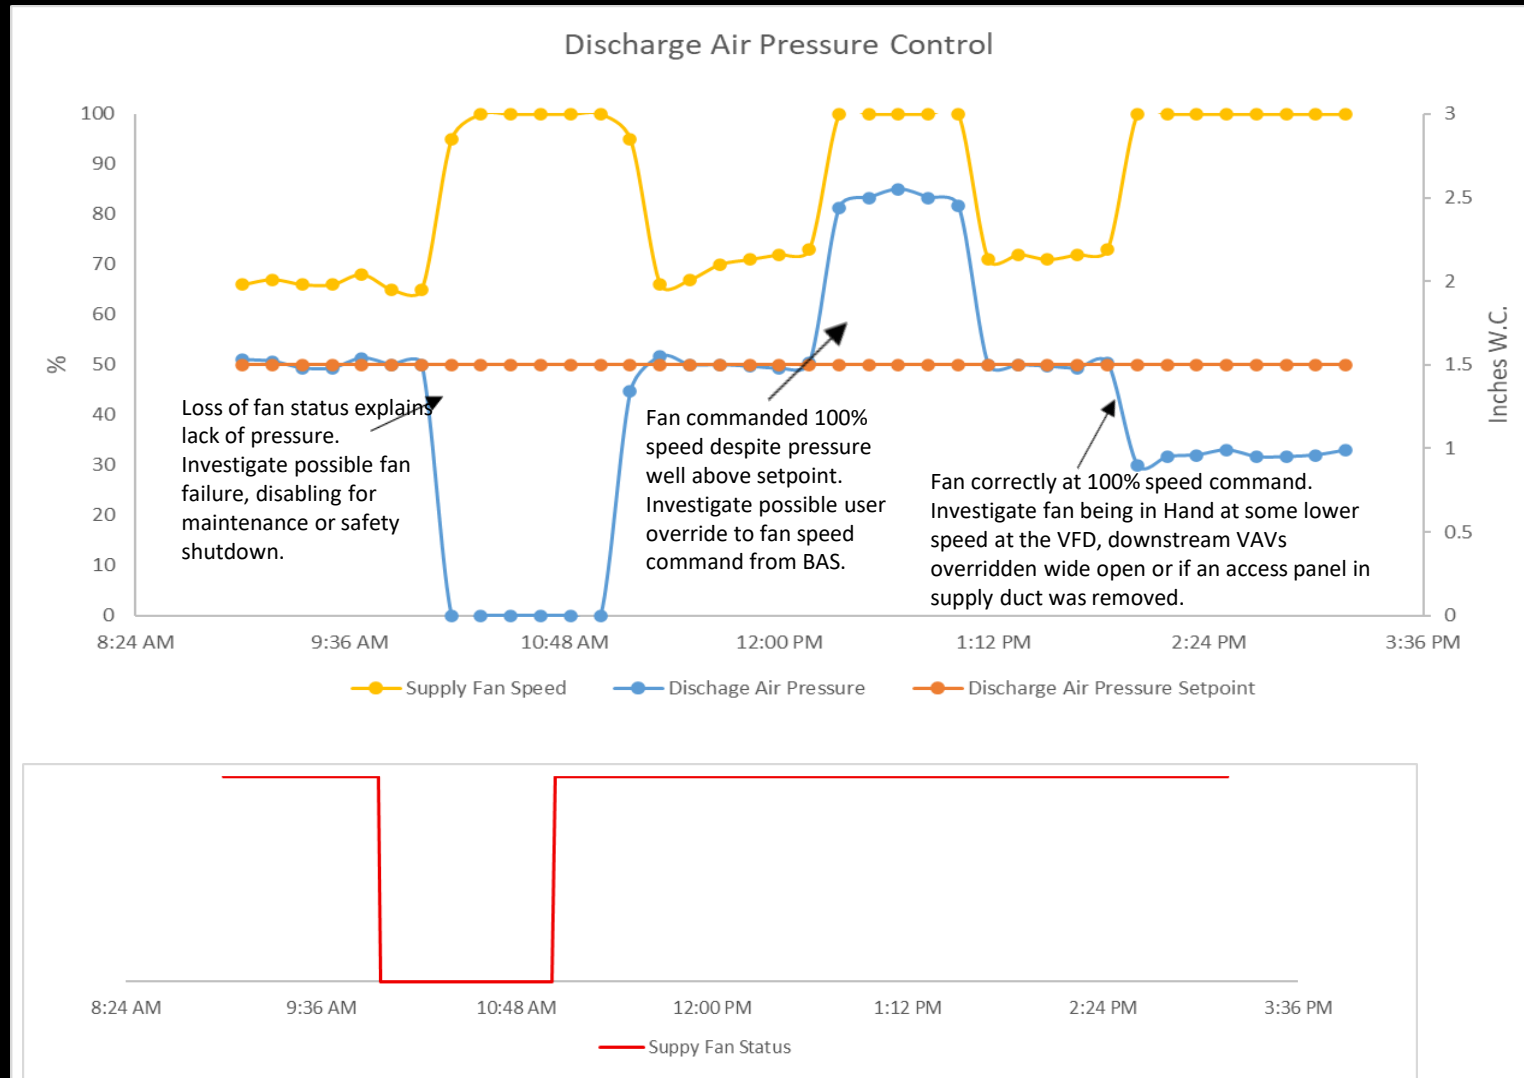 Discharge Air Pressure Control
100
90
80
70
60
50
40
30
20
10
0
%
3
2.5
2
1.5
1
0.5
0
Inches W.C.
Loss of fan status explains
lack of pressure.
Investigate possible fan
failure, disabling for
maintenance or safety
shutdown.
Fan commanded 100%
speed despite pressure
well above setpoint.
Investigate possible user
override to fan speed
command from BAS.
Fan correctly at 100% speed command.
Investigate fan being in Hand at some lower
speed at the VFD, downstream VAVs
overridden wide open or if an access panel in
supply duct was removed.
8:24 AM 9:36 AM 10:48 AM 12:00 PM 1:12 PM 2:24 PM 3:36 PM
Supply Fan Speed Dischage Air Pressure Discharge Air Pressure Setpoint
8:24 AM 9:36 AM 10:48 AM 12:00 PM 1:12 PM 2:24 PM 3:36 PM
Suppy Fan Status